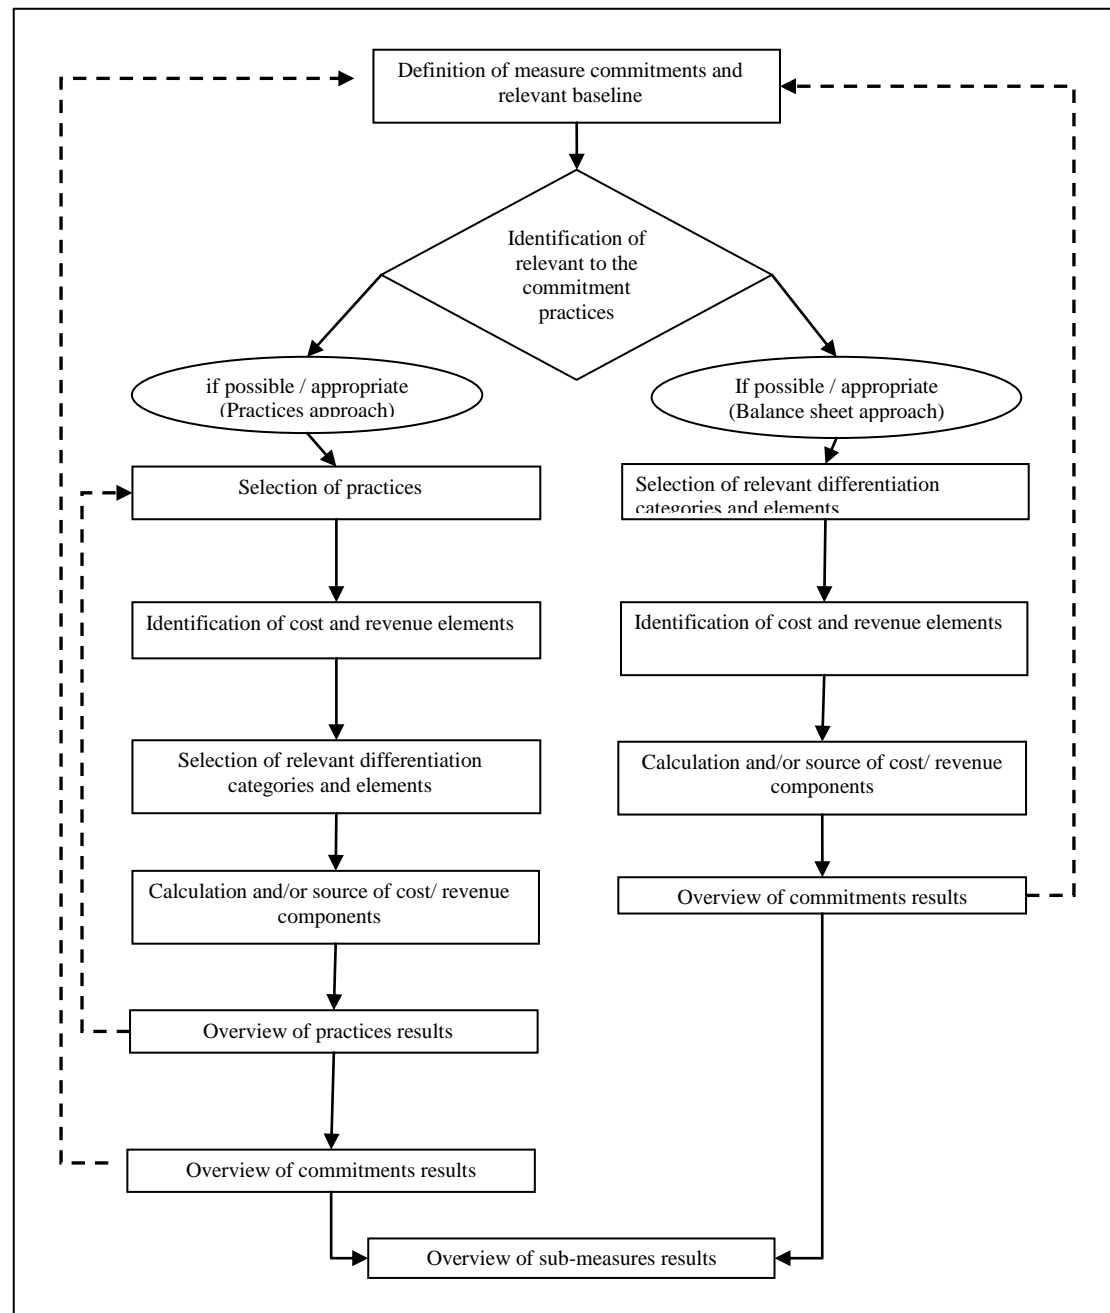 Definition of measure commitments and
relevant baseline
Identification of
relevant to the
commitment
practices
if possible / appropriate
(Practices approach)
If possible / appropriate
(Balance sheet approach)
Selection of practices
Selection of relevant differentiation
categories and elements
Identification of cost and revenue elements
Identification of cost and revenue elements
Selection of relevant differentiation
categories and elements
Calculation and/or source of cost/ revenue
components
Calculation and/or source of cost/ revenue
components
Overview of commitments results
Overview of practices results
Overview of commitments results
Overview of sub-measures results